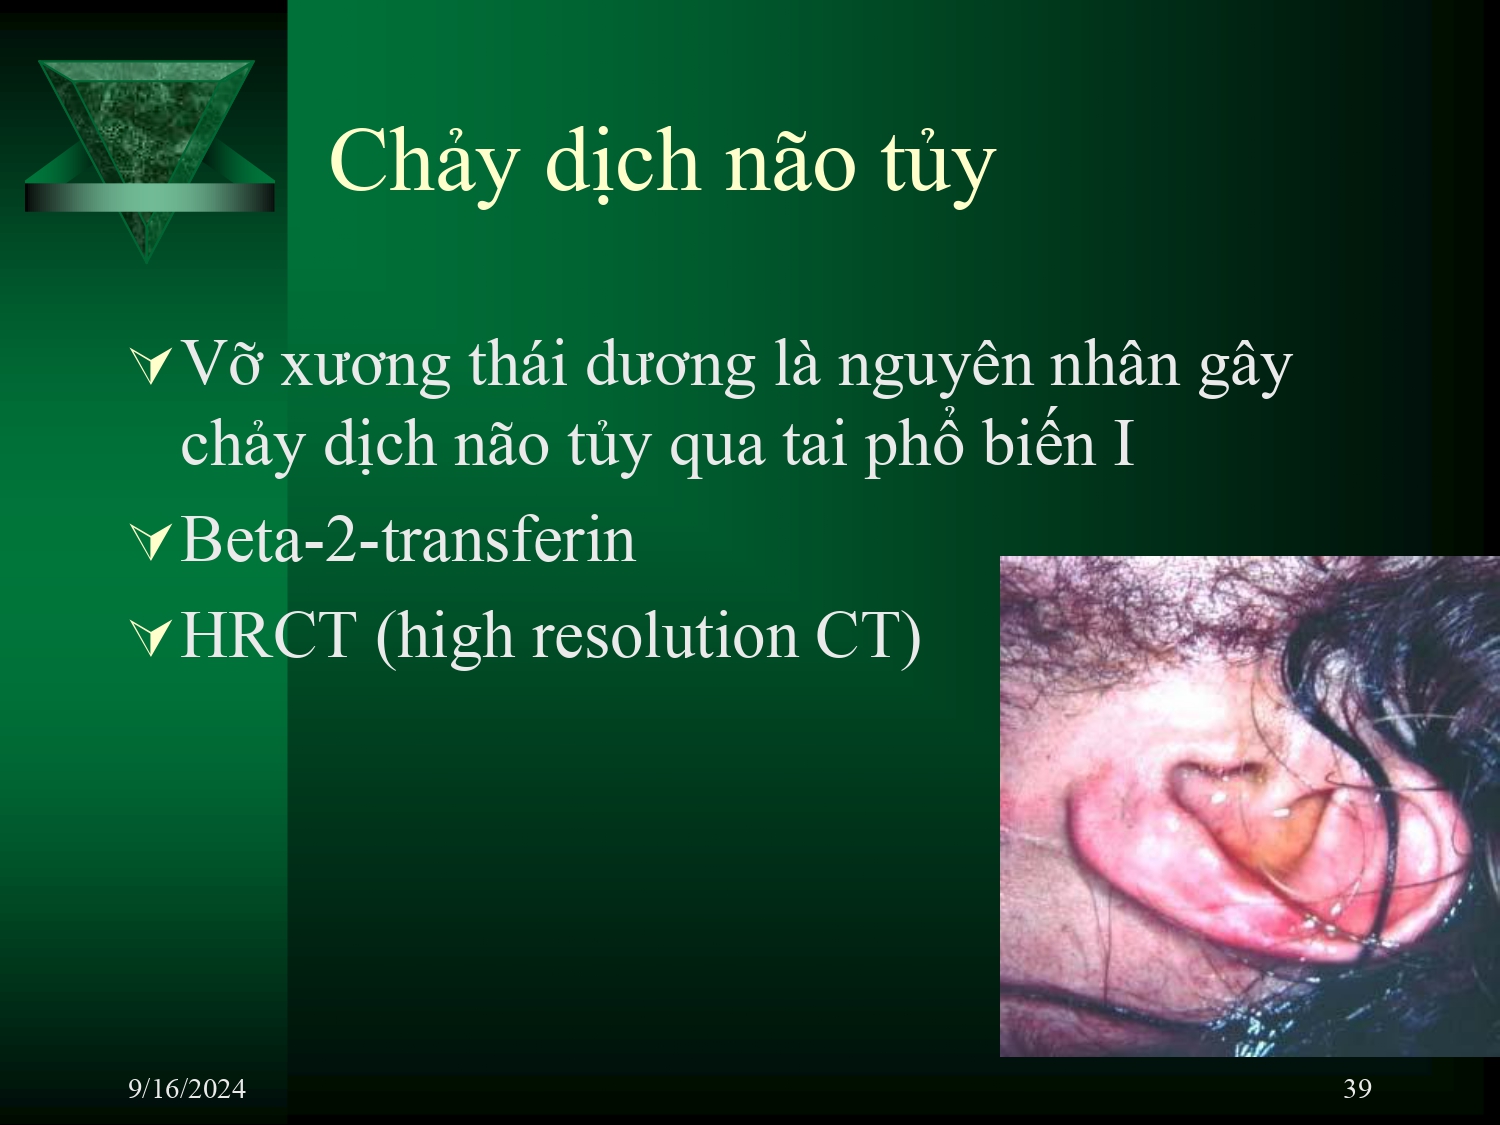 Chảy dịch não tủy
Vỡ xương thái dương là nguyên nhân gây
chảy dịch não tủy qua tai phổ biến I
Beta-2-transferin
HRCT (high resolution CT)
9/16/2024
39